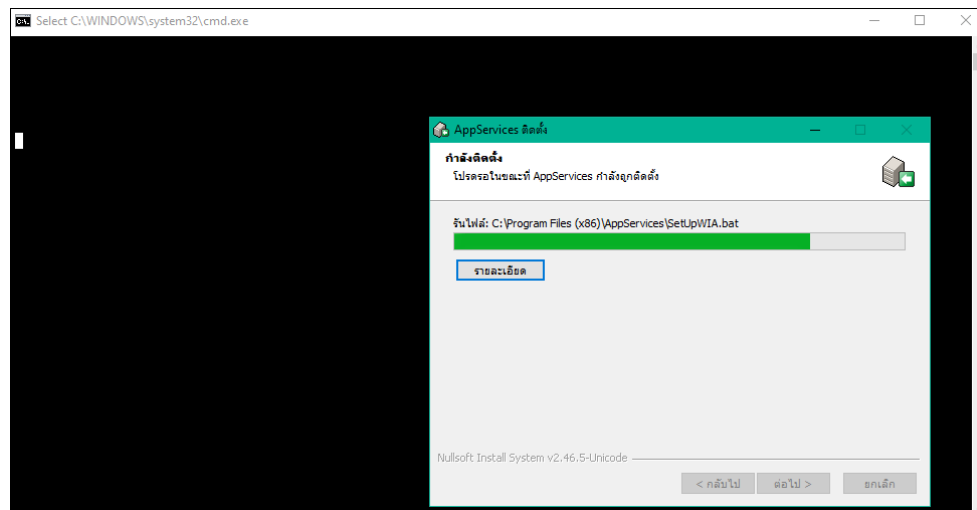 Select C:\WINDOWS\system32\cmd.exe
AppServices ติดตั้ง
กำลังติดตั้ง
โปรดรอในขณะที่ AppServices กำลังถูกติดตั้ง
รันไฟล์: C:\Program Files (x86)\AppServices\SetUpWIA.bat
รายละเอียด
Nullsoft Install System v2.46.5-Unicode
< กลับไป ต่อไป > ยกเลิก